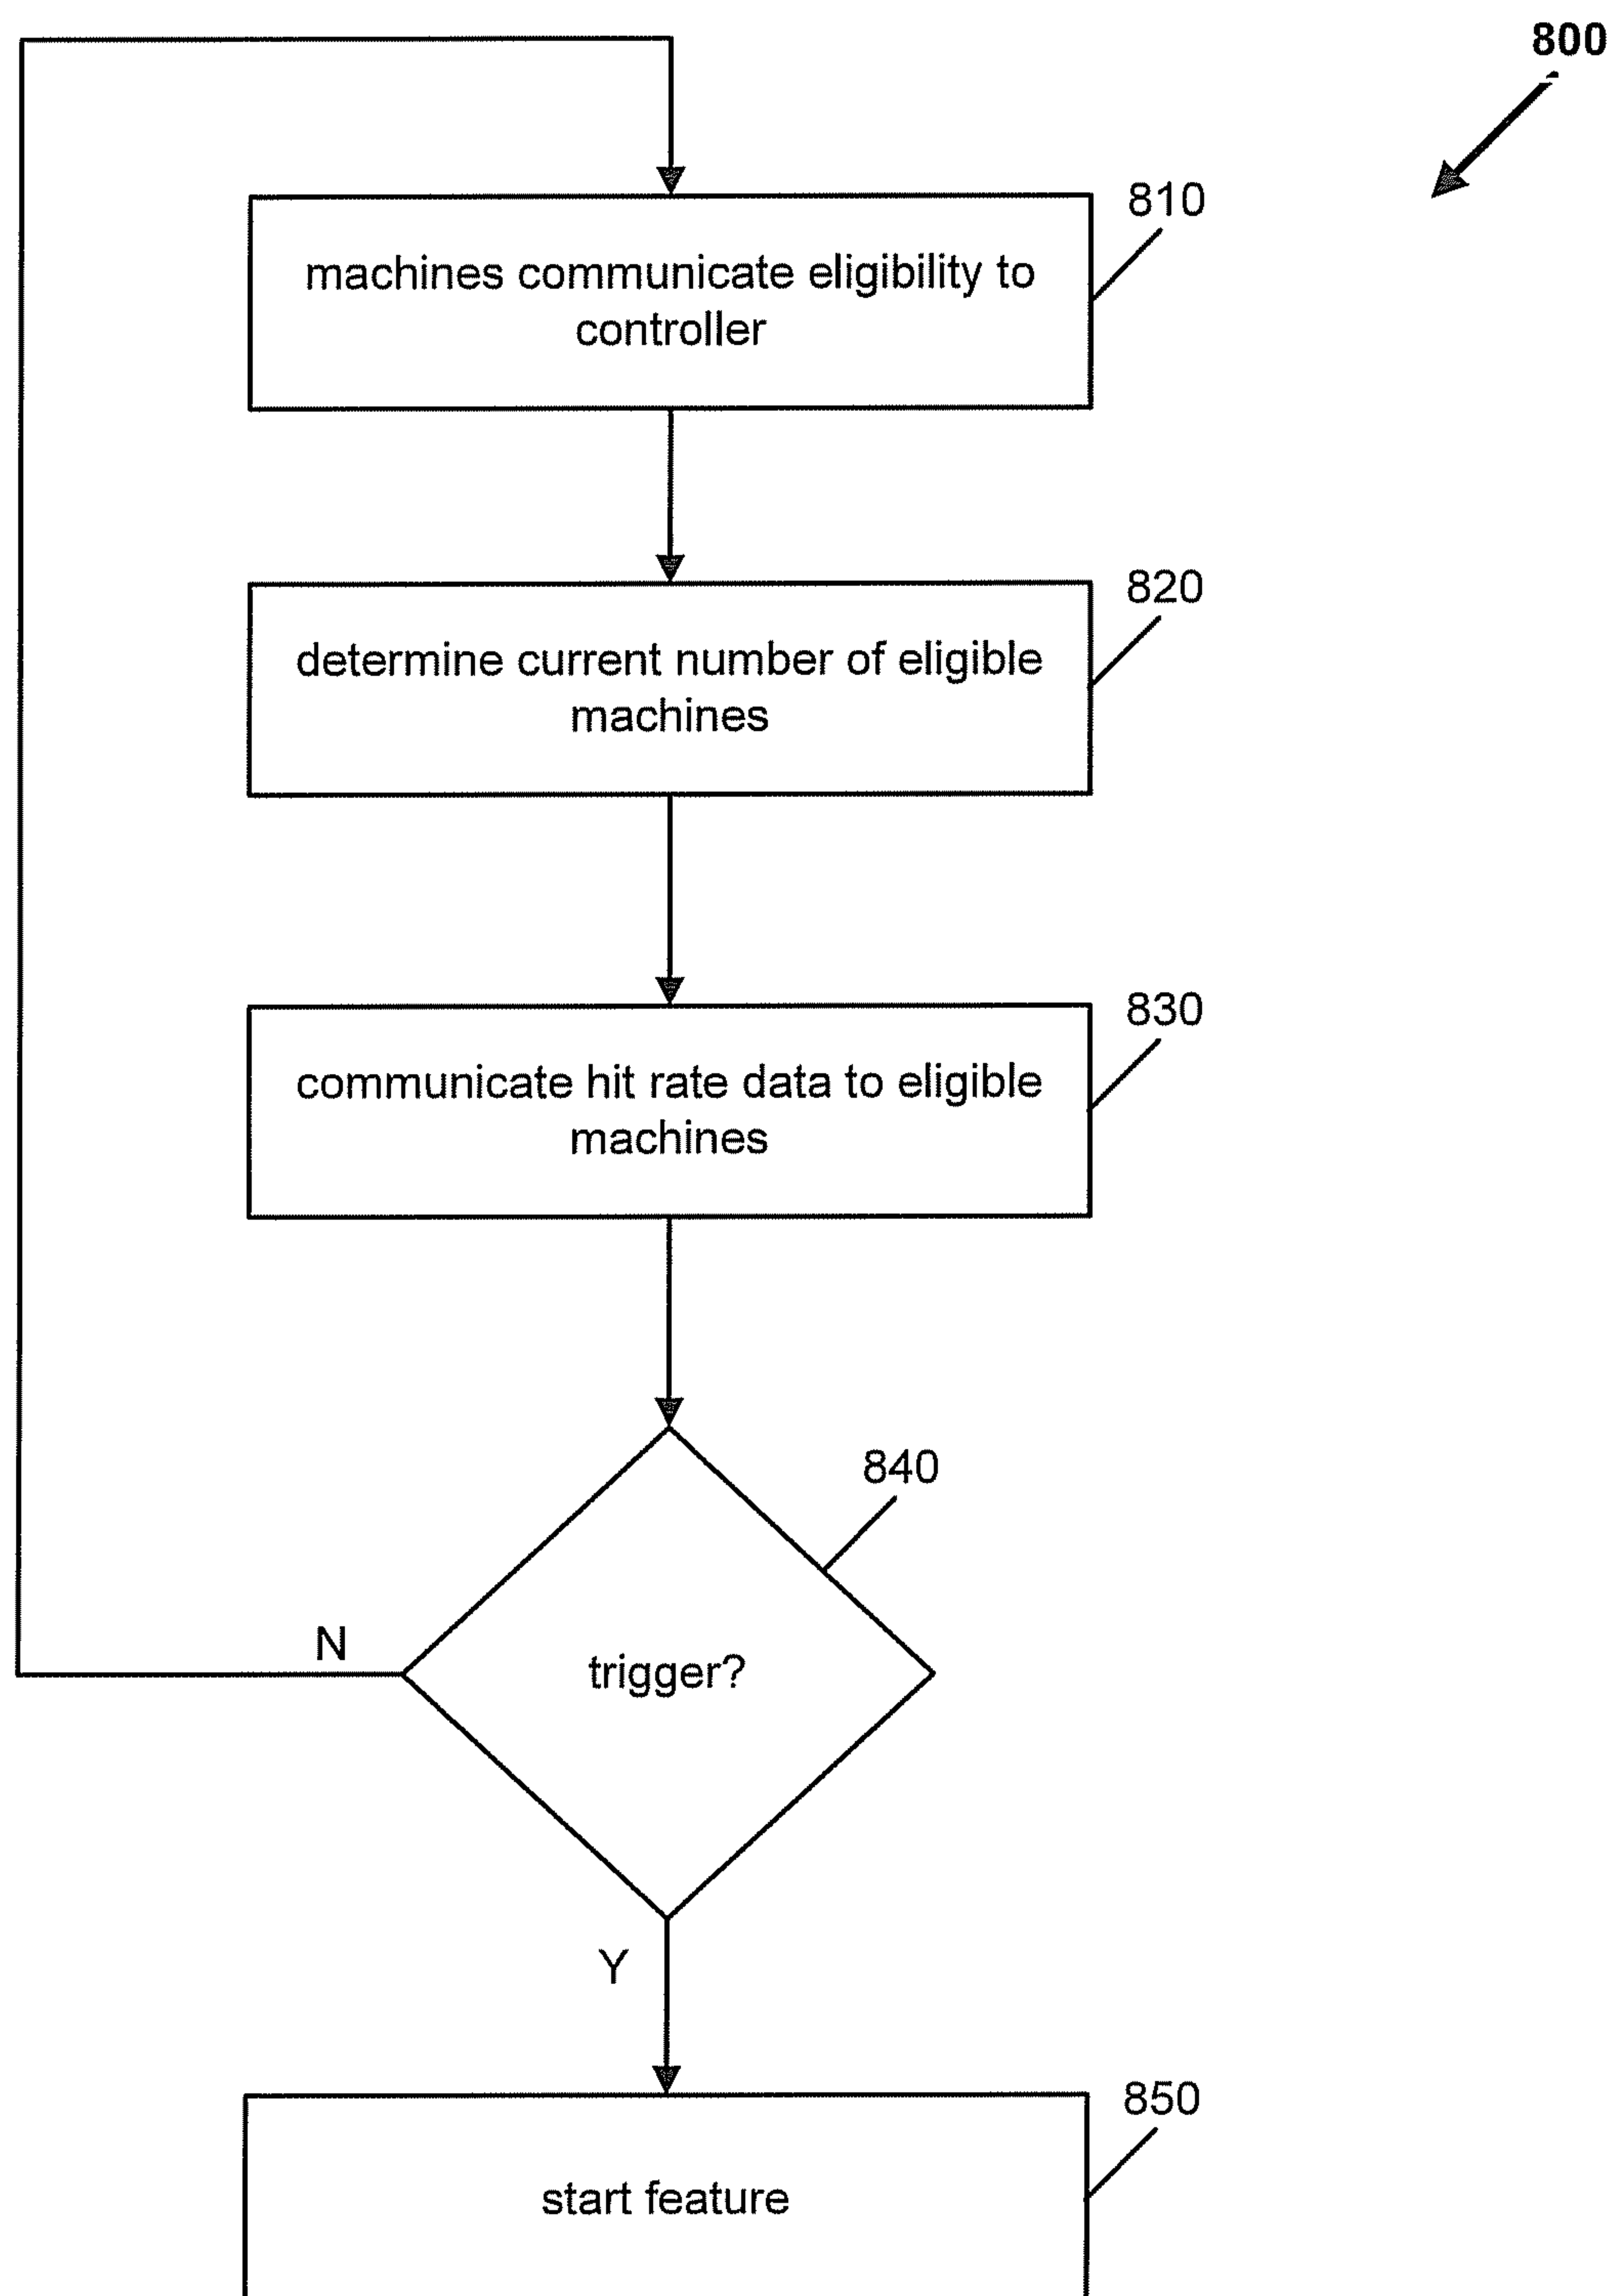 800
810
machines communicate eligibility to
controller
820
determine current number of eligible
machines
830
communicate hit rate data to eligible
machines
840
trigger?
N
Y
850
start feature